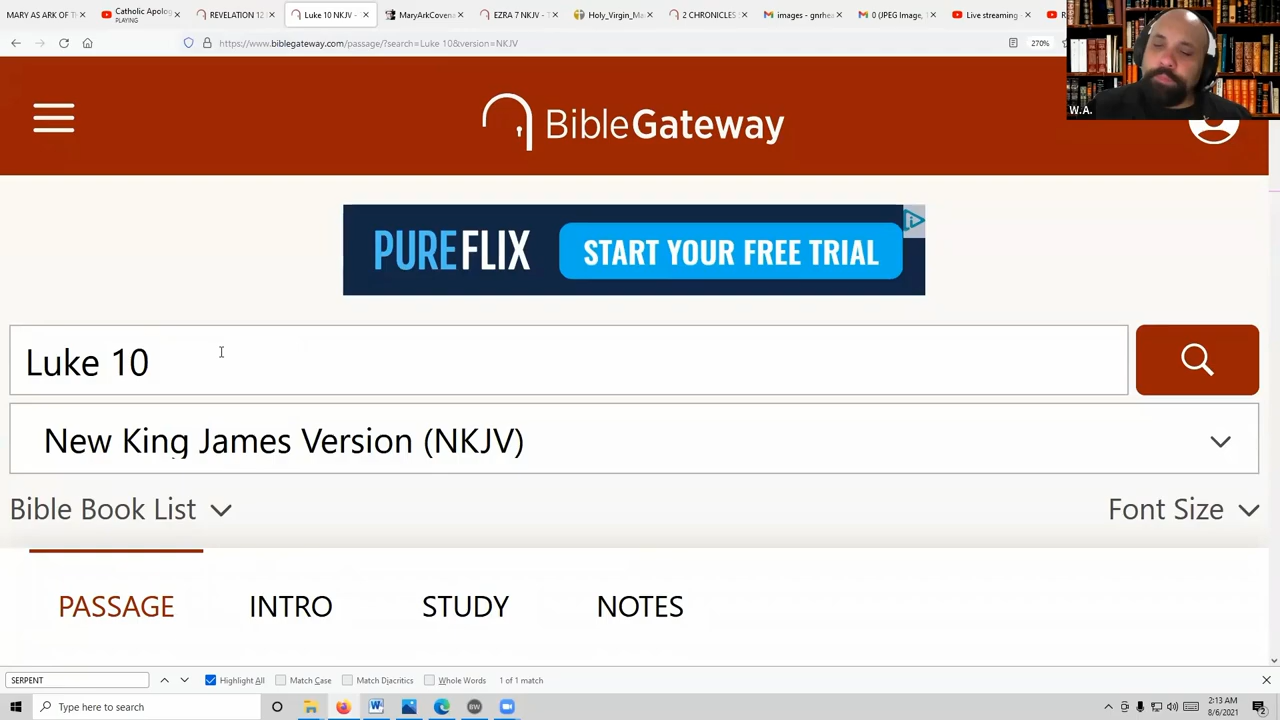 MARY AS ARK OF T
Catholic Apolog
PLAYING
REVELATION 12
Luke 10 NKJV -
MaryArkCoven
EZRA 7 NKJV -
Holy_Virgin_Ma
2 CHRONICLES
images - gnrhea
0 (JPEG Image,
Live streaming
https://www.biblegateway.com/passage/?search=Luke 10&version=NKJV
270%
W.A.
BibleGateway
PUREFLIX
START YOUR FREE TRIAL
Luke 10
New King James Version (NKJV)
Bible Book List
Font Size
PASSAGE
INTRO
STUDY
NOTES
SERPENT
Highlight All
Match Case
Match Diacritics
Whole Words
1 of 1 match
Type here to search
2:13 AM
8/6/2021